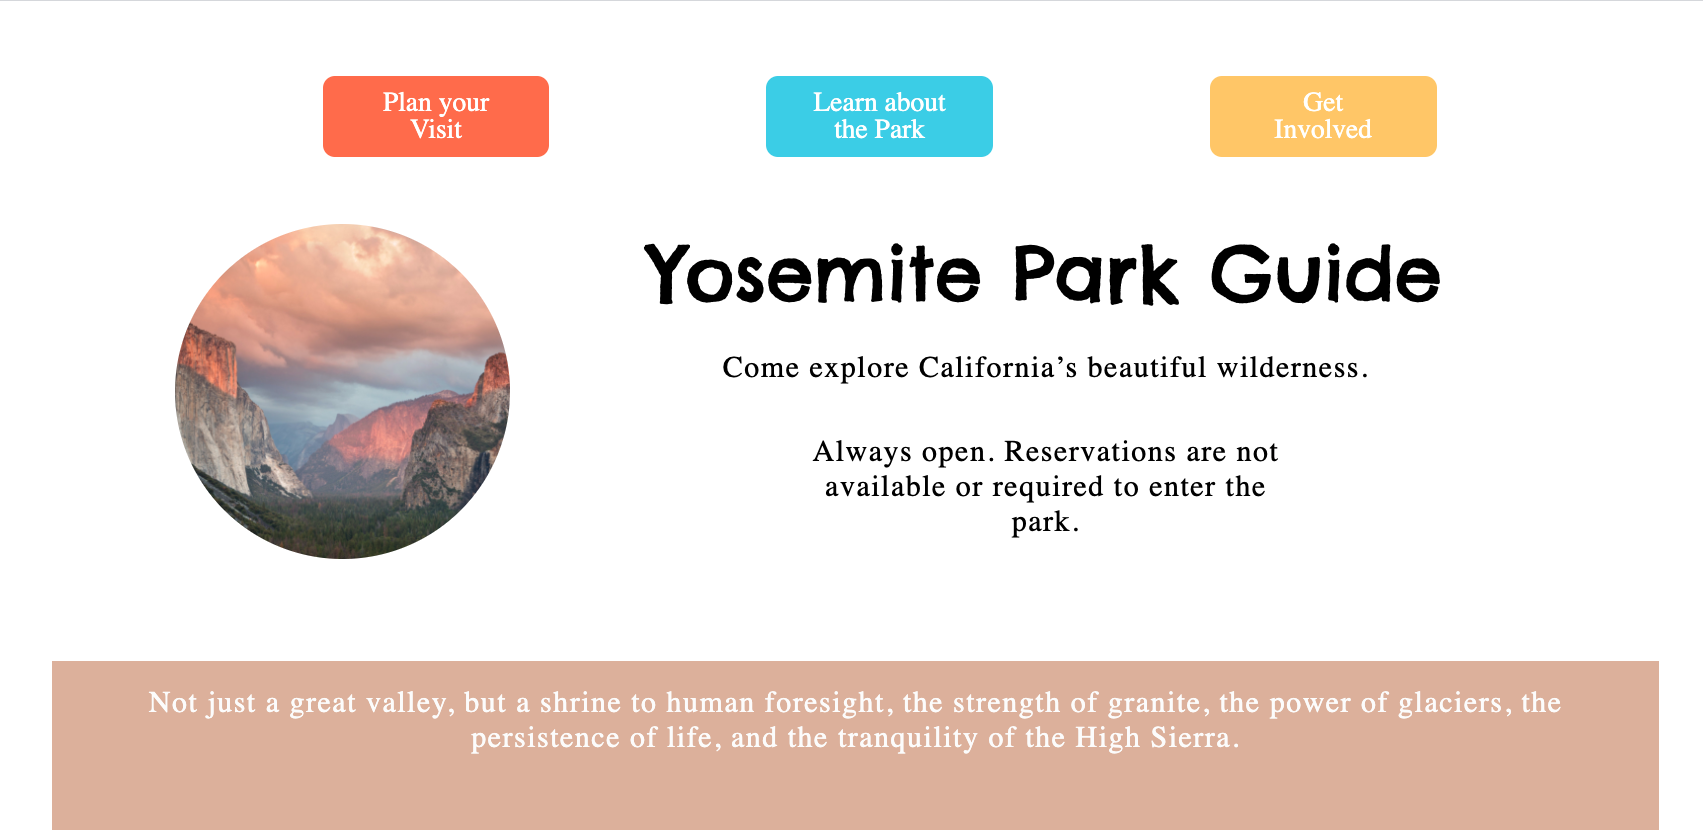 Plan your
Visit
Learn about
the Park
Get
Involved
Yosemite Park Guide
Come explore California’s beautiful wilderness.
Always open. Reservations are not
available or required to enter the
park.
Not just a great valley, but a shrine to human foresight, the strength of granite, the power of glaciers, the
persistence of life, and the tranquility of the High Sierra.